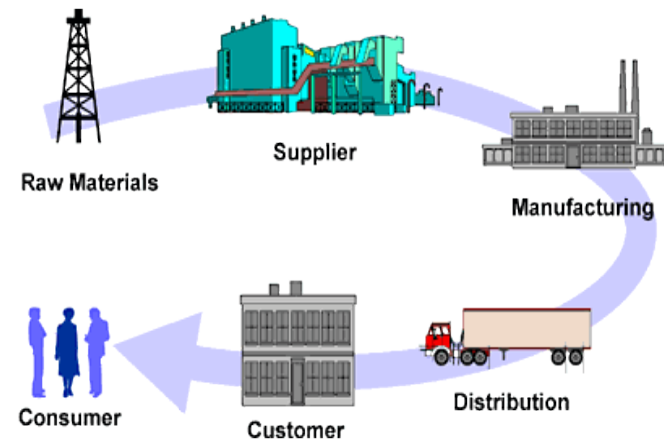 Raw Materials
Supplier
Manufacturing
Distribution
Customer
Consumer